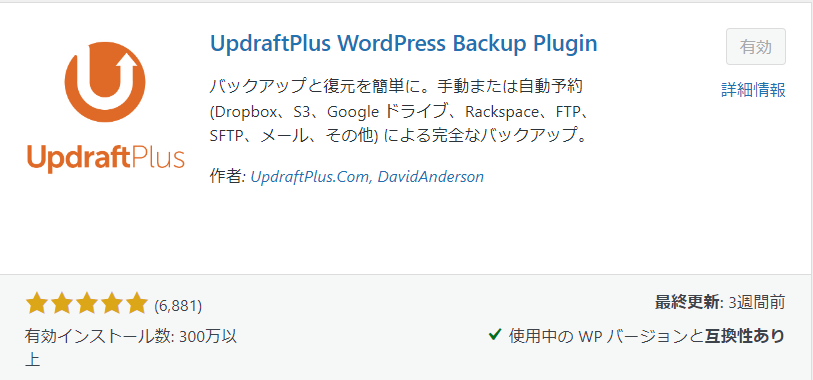 UpdraftPlus
UpdraftPlus WordPress Backup Plugin
バックアップと復元を簡単に。手動または自動予約
(Dropbox、S3、Google ドライブ、Rackspace、FTP、
SFTP、メール、その他) による完全なバックアップ。
作者: UpdraftPlus.Com, DavidAnderson
有効
詳細情報
(6,881)
有効インストール数: 300万以
上
最終更新: 3週間前
使用中の WP バージョンと互換性あり